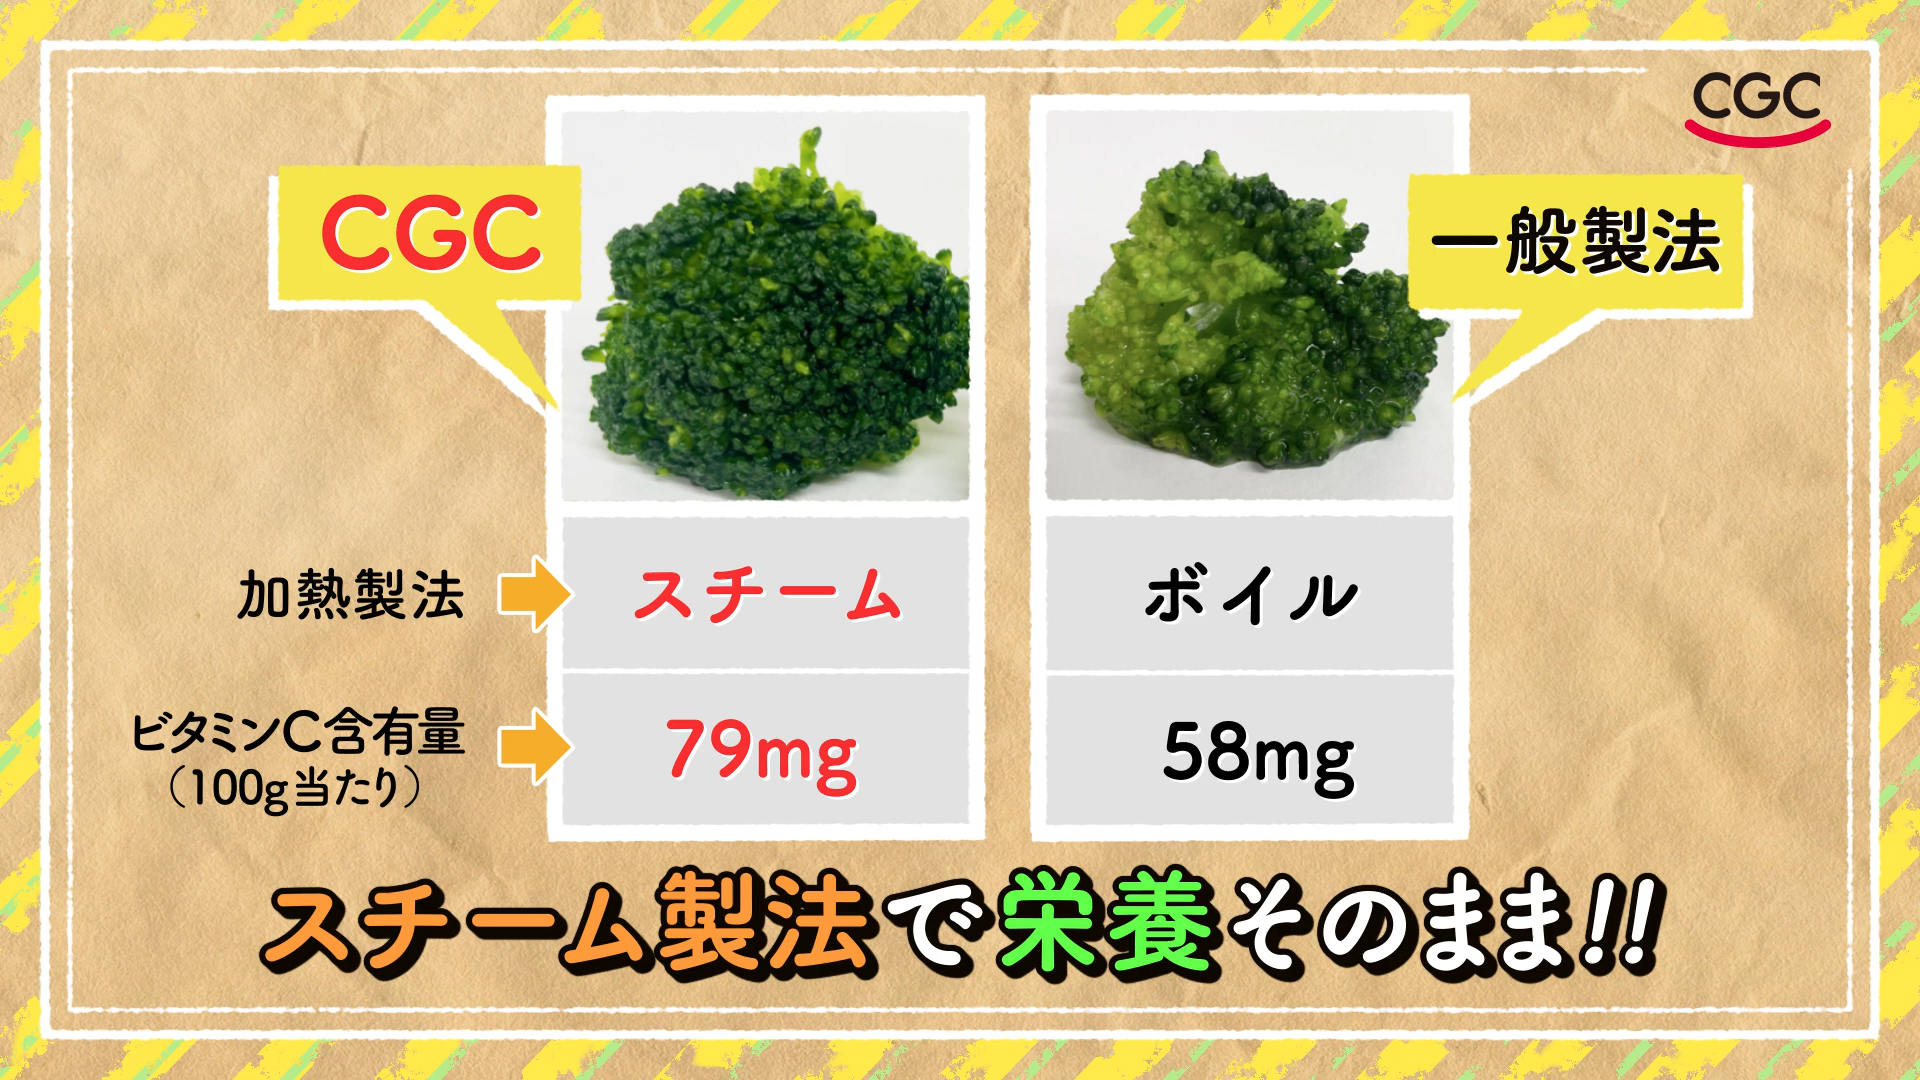 CGC
CGC
一般製法
加熱製法
スチーム
ボイル
ビタミンC含有量
（100g当たり）
79mg
58mg
スチーム製法で栄養そのまま!!